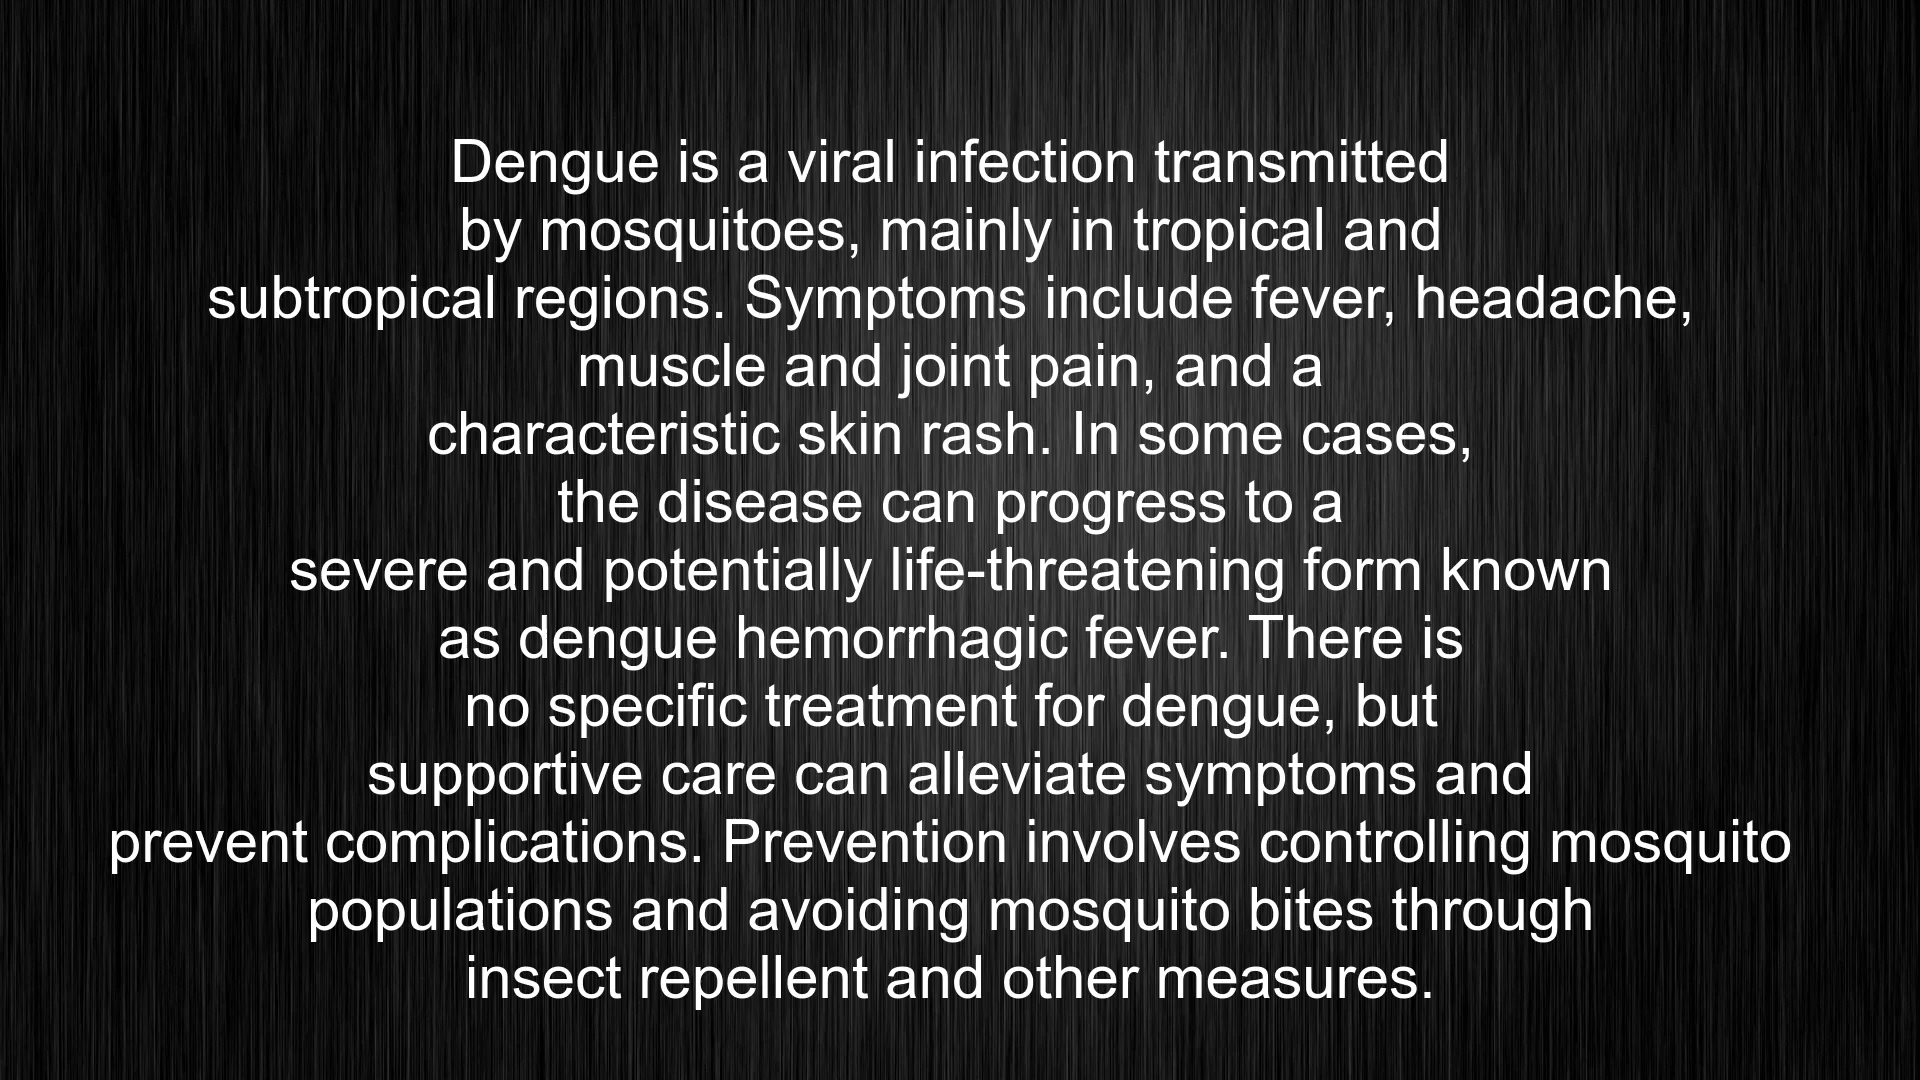 Dengue is a viral infection transmitted
by mosquitoes, mainly in tropical and
subtropical regions. Symptoms include fever, headache,
muscle and joint pain, and a
characteristic skin rash. In some cases,
the disease can progress to a
severe and potentially life-threatening form known
as dengue hemorrhagic fever. There is
no specific treatment for dengue, but
supportive care can alleviate symptoms and
prevent complications. Prevention involves controlling mosquito
populations and avoiding mosquito bites through
insect repellent and other measures.